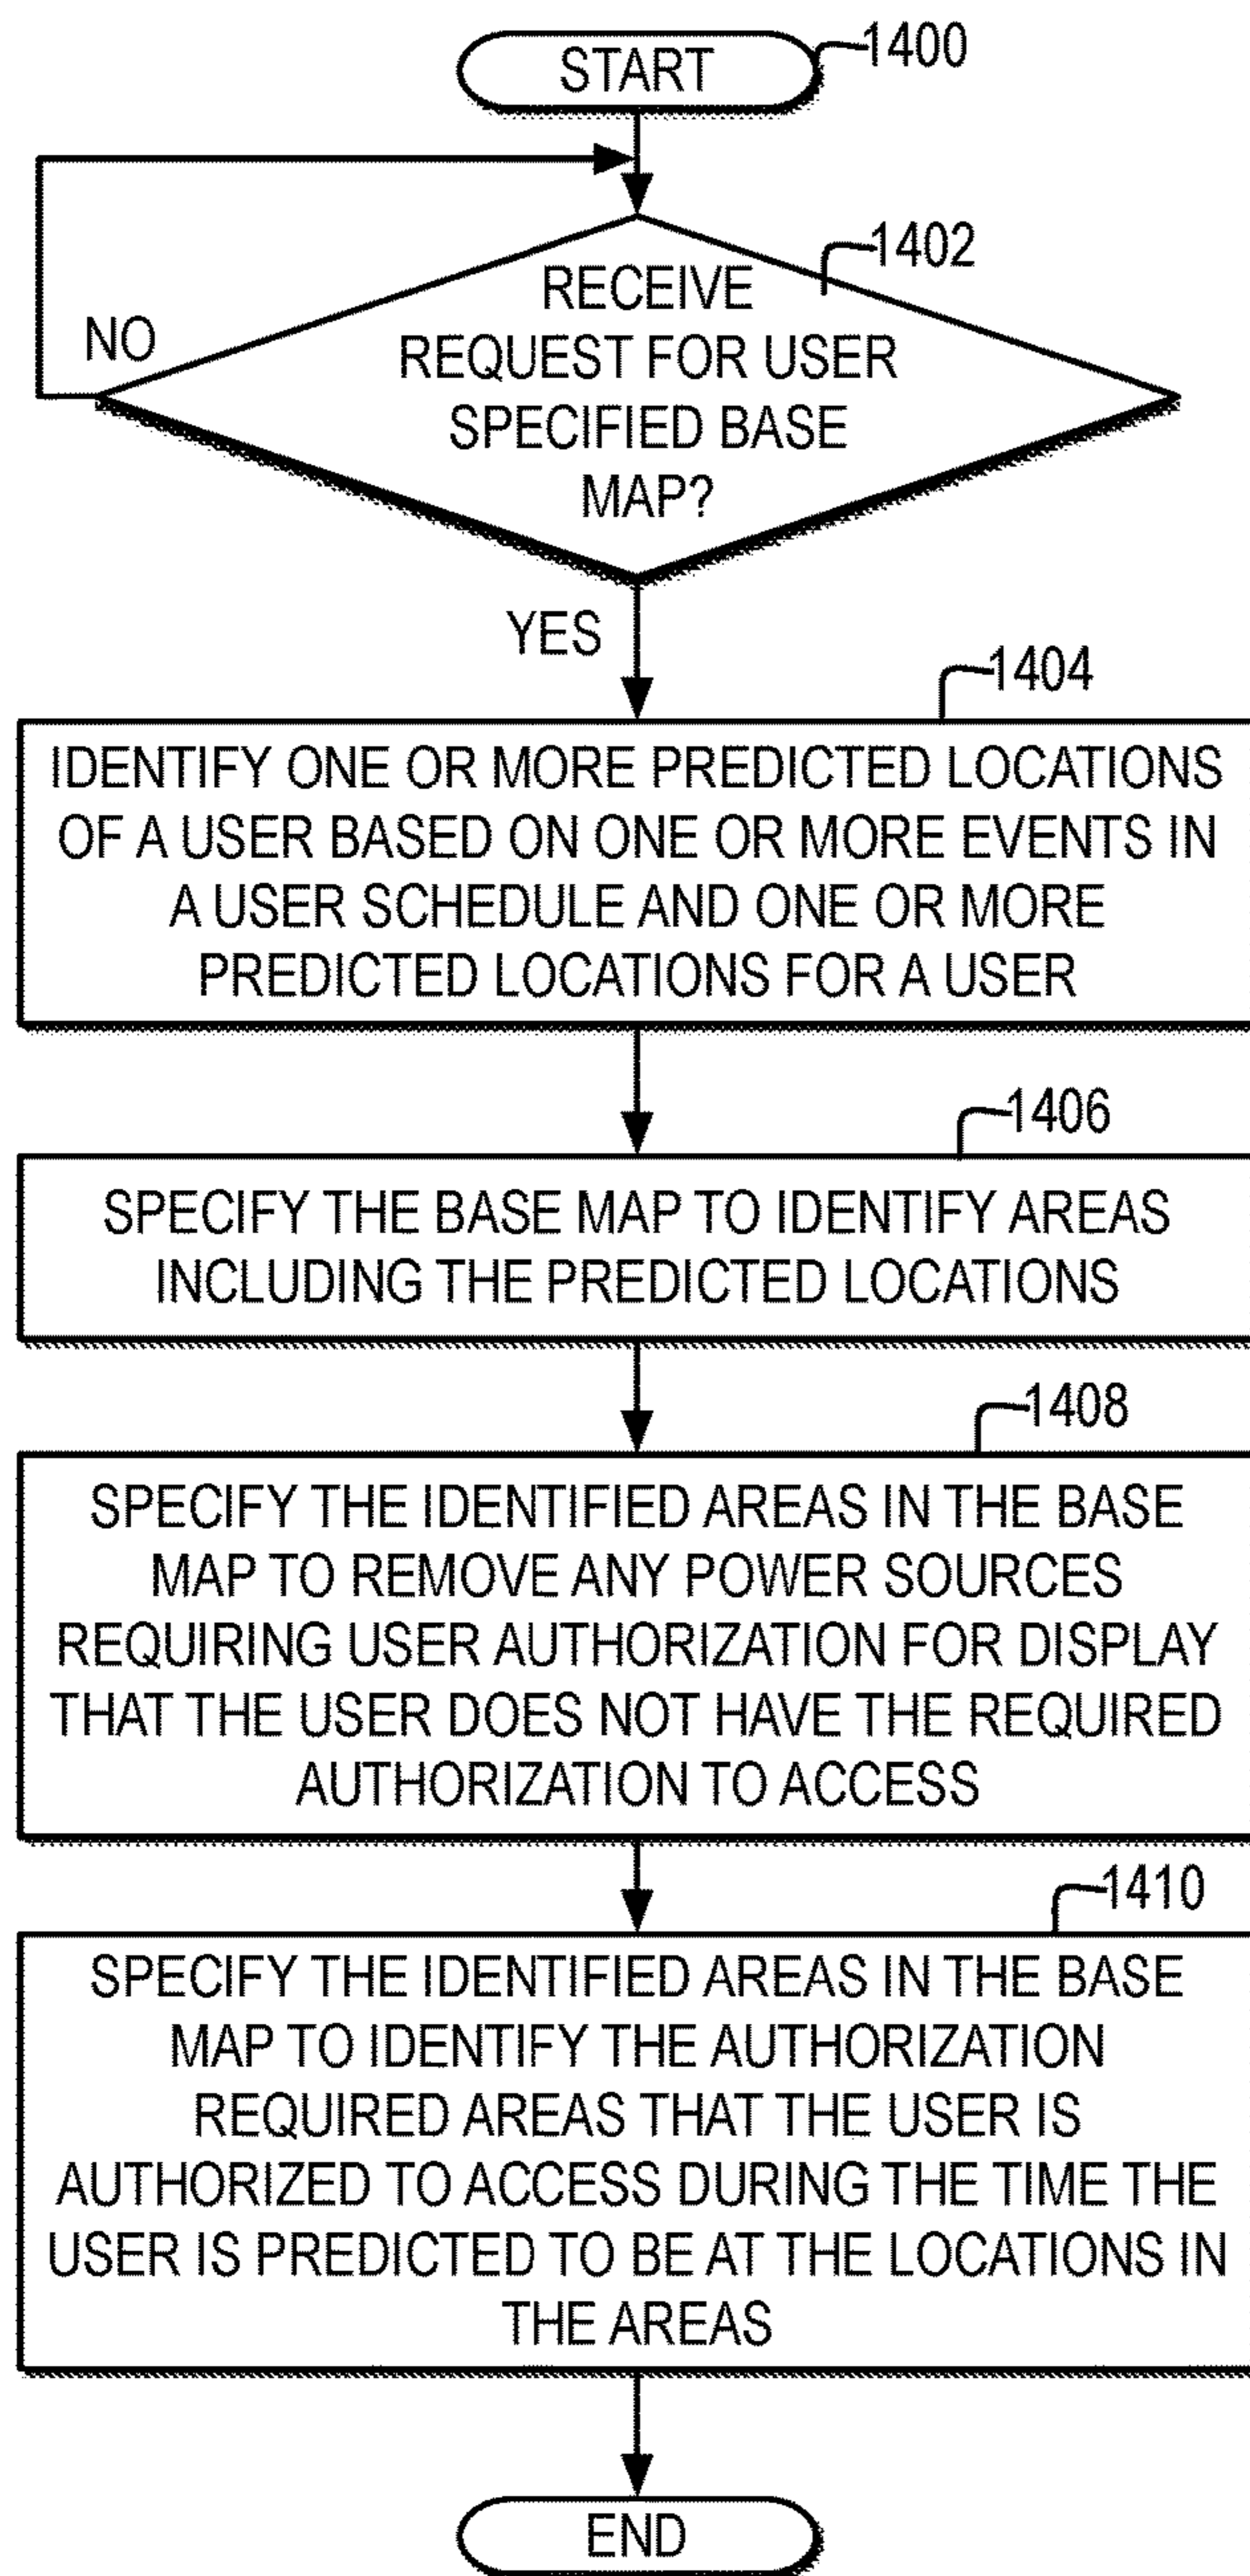 START
1400
1402
RECEIVE
REQUEST FOR USER
SPECIFIED BASE
MAP?
NO
YES
1404
IDENTIFY ONE OR MORE PREDICTED LOCATIONS
OF A USER BASED ON ONE OR MORE EVENTS IN
A USER SCHEDULE AND ONE OR MORE
PREDICTED LOCATIONS FOR A USER
1406
SPECIFY THE BASE MAP TO IDENTIFY AREAS
INCLUDING THE PREDICTED LOCATIONS
1408
SPECIFY THE IDENTIFIED AREAS IN THE BASE
MAP TO REMOVE ANY POWER SOURCES
REQUIRING USER AUTHORIZATION FOR DISPLAY
THAT THE USER DOES NOT HAVE THE REQUIRED
AUTHORIZATION TO ACCESS
1410
SPECIFY THE IDENTIFIED AREAS IN THE BASE
MAP TO IDENTIFY THE AUTHORIZATION
REQUIRED AREAS THAT THE USER IS
AUTHORIZED TO ACCESS DURING THE TIME THE
USER IS PREDICTED TO BE AT THE LOCATIONS IN
THE AREAS
END